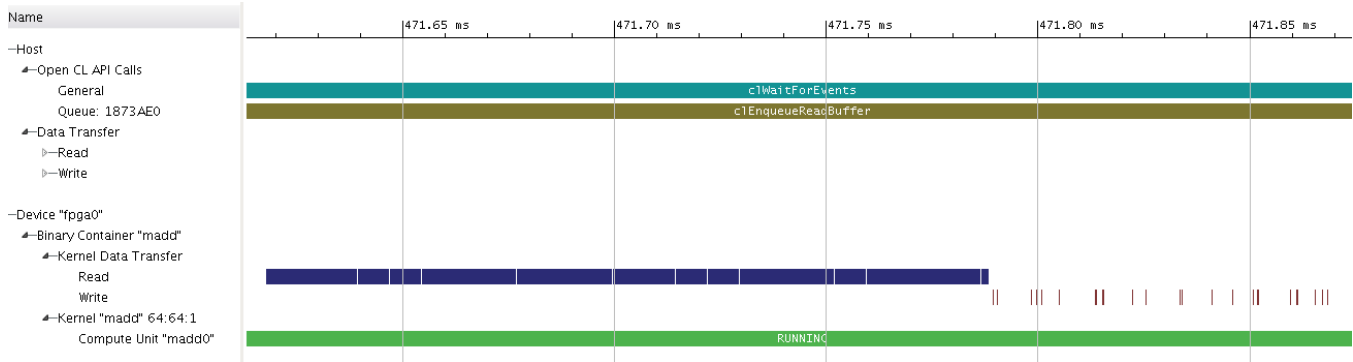 Name
471.65 ms 471.70 ms 471.75 ms 471.80 ms 471.85 ms
Host
Open CL API Calls
General clWaitForEvents
Queue: 1873AE0 clEnqueueReadBuffer
Data Transfer
Read
Write
Device "fpga0"
Binary Container "madd"
Kernel Data Transfer
Read
Write
Kernel "madd" 64:64:1
Compute Unit "madd0" RUNNING